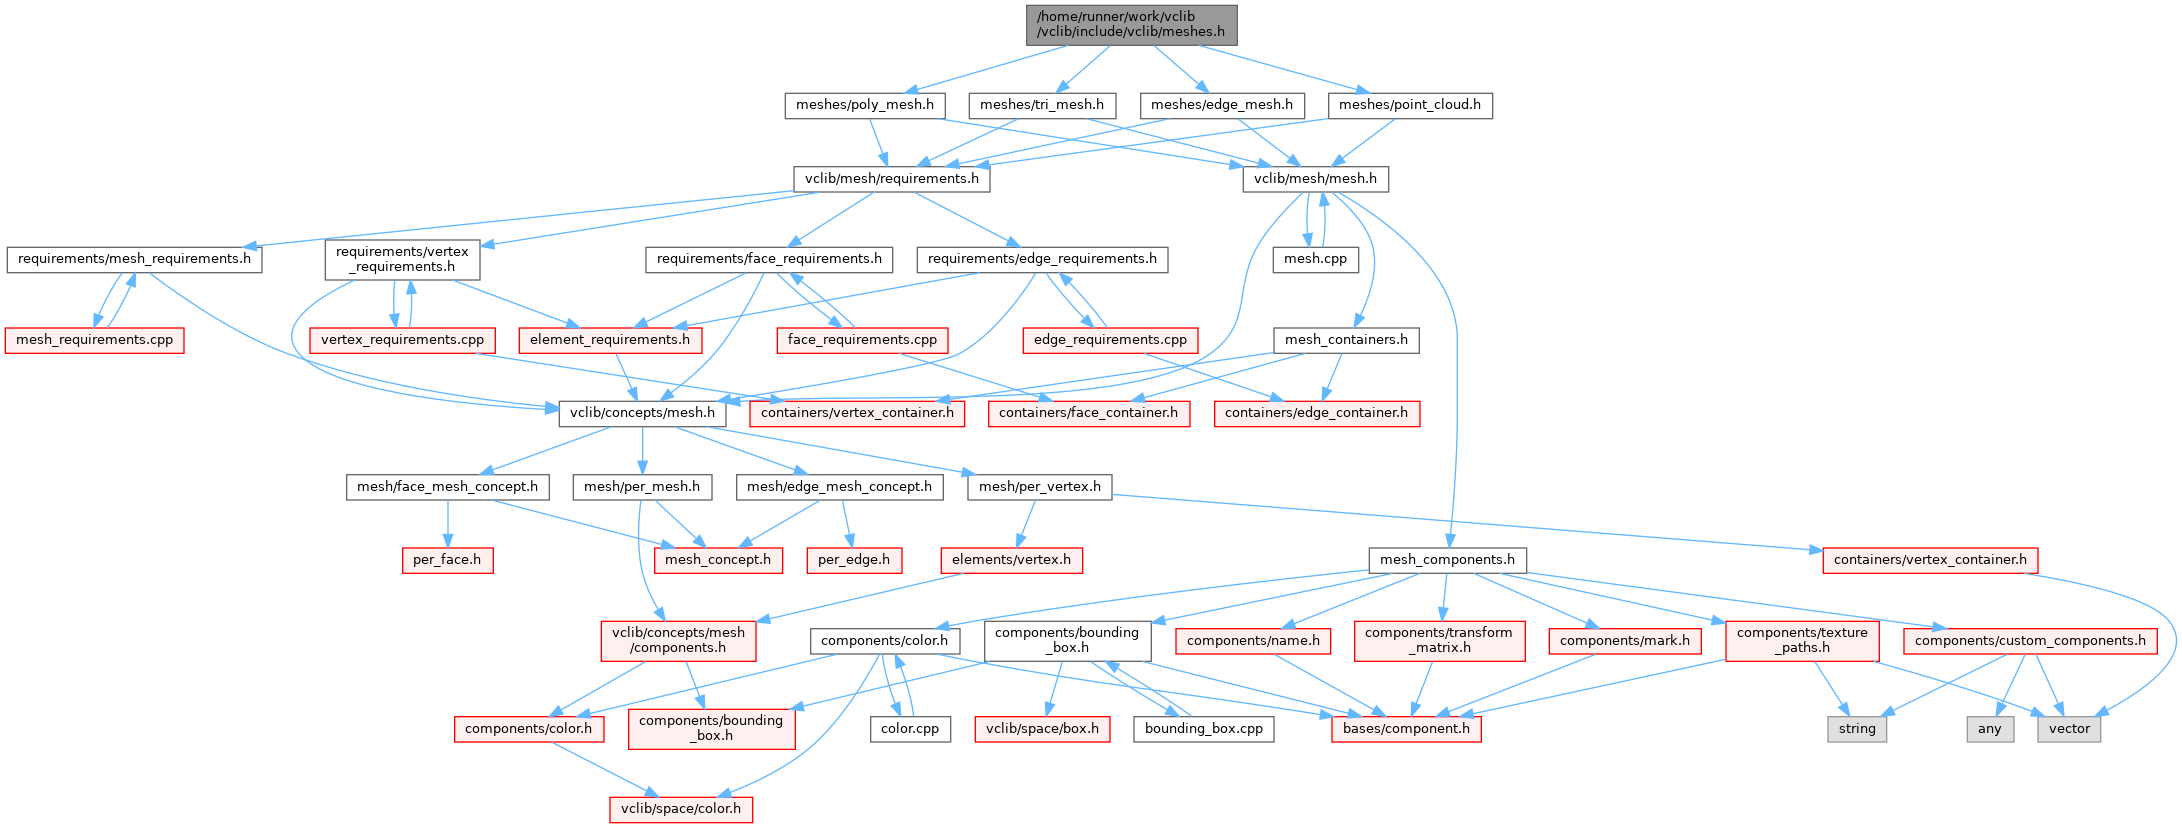 /home/runner/work/vclib
/vclib/include/vclib/meshes.h
meshes/poly_mesh.h
meshes/tri_mesh.h
meshes/edge_mesh.h
meshes/point_cloud.h
vclib/mesh/requirements.h
vclib/mesh/mesh.h
requirements/mesh_requirements.h
requirements/vertex
_requirements.h
requirements/face_requirements.h
requirements/edge_requirements.h
mesh.cpp
mesh_requirements.cpp
vertex_requirements.cpp
element_requirements.h
face_requirements.cpp
edge_requirements.cpp
mesh_containers.h
vclib/concepts/mesh.h
containers/vertex_container.h
containers/face_container.h
containers/edge_container.h
mesh/face_mesh_concept.h
mesh/per_mesh.h
mesh/edge_mesh_concept.h
mesh/per_vertex.h
per_face.h
mesh_concept.h
per_edge.h
elements/vertex.h
mesh_components.h
containers/vertex_container.h
vclib/concepts/mesh
/components.h
components/color.h
components/bounding
_box.h
components/name.h
components/transform
_matrix.h
components/mark.h
components/texture
_paths.h
components/custom_components.h
components/color.h
components/bounding
_box.h
color.cpp
vclib/space/box.h
bounding_box.cpp
bases/component.h
string
any
vector
vclib/space/color.h